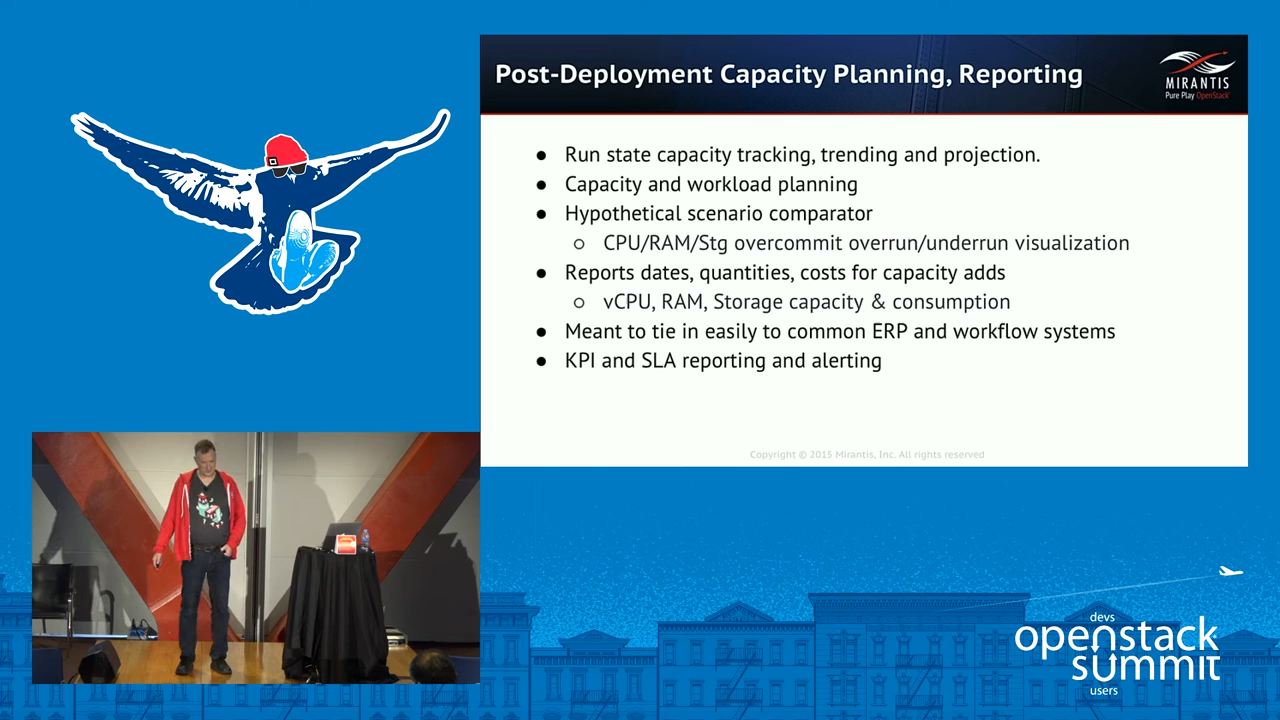 Post-Deployment Capacity Planning, Reporting
MIRANTIS
Pure Play OpenStack
● Run state capacity tracking, trending and projection.
● Capacity and workload planning
● Hypothetical scenario comparator
○ CPU/RAM/Stg overcommit overrun/underrun visualization
● Reports dates, quantities, costs for capacity adds
○ vCPU, RAM, Storage capacity & consumption
● Meant to tie in easily to common ERP and workflow systems
● KPI and SLA reporting and alerting
Copyright © 2015 Mirantis, Inc. All rights reserved
devs
openstack
summit
users